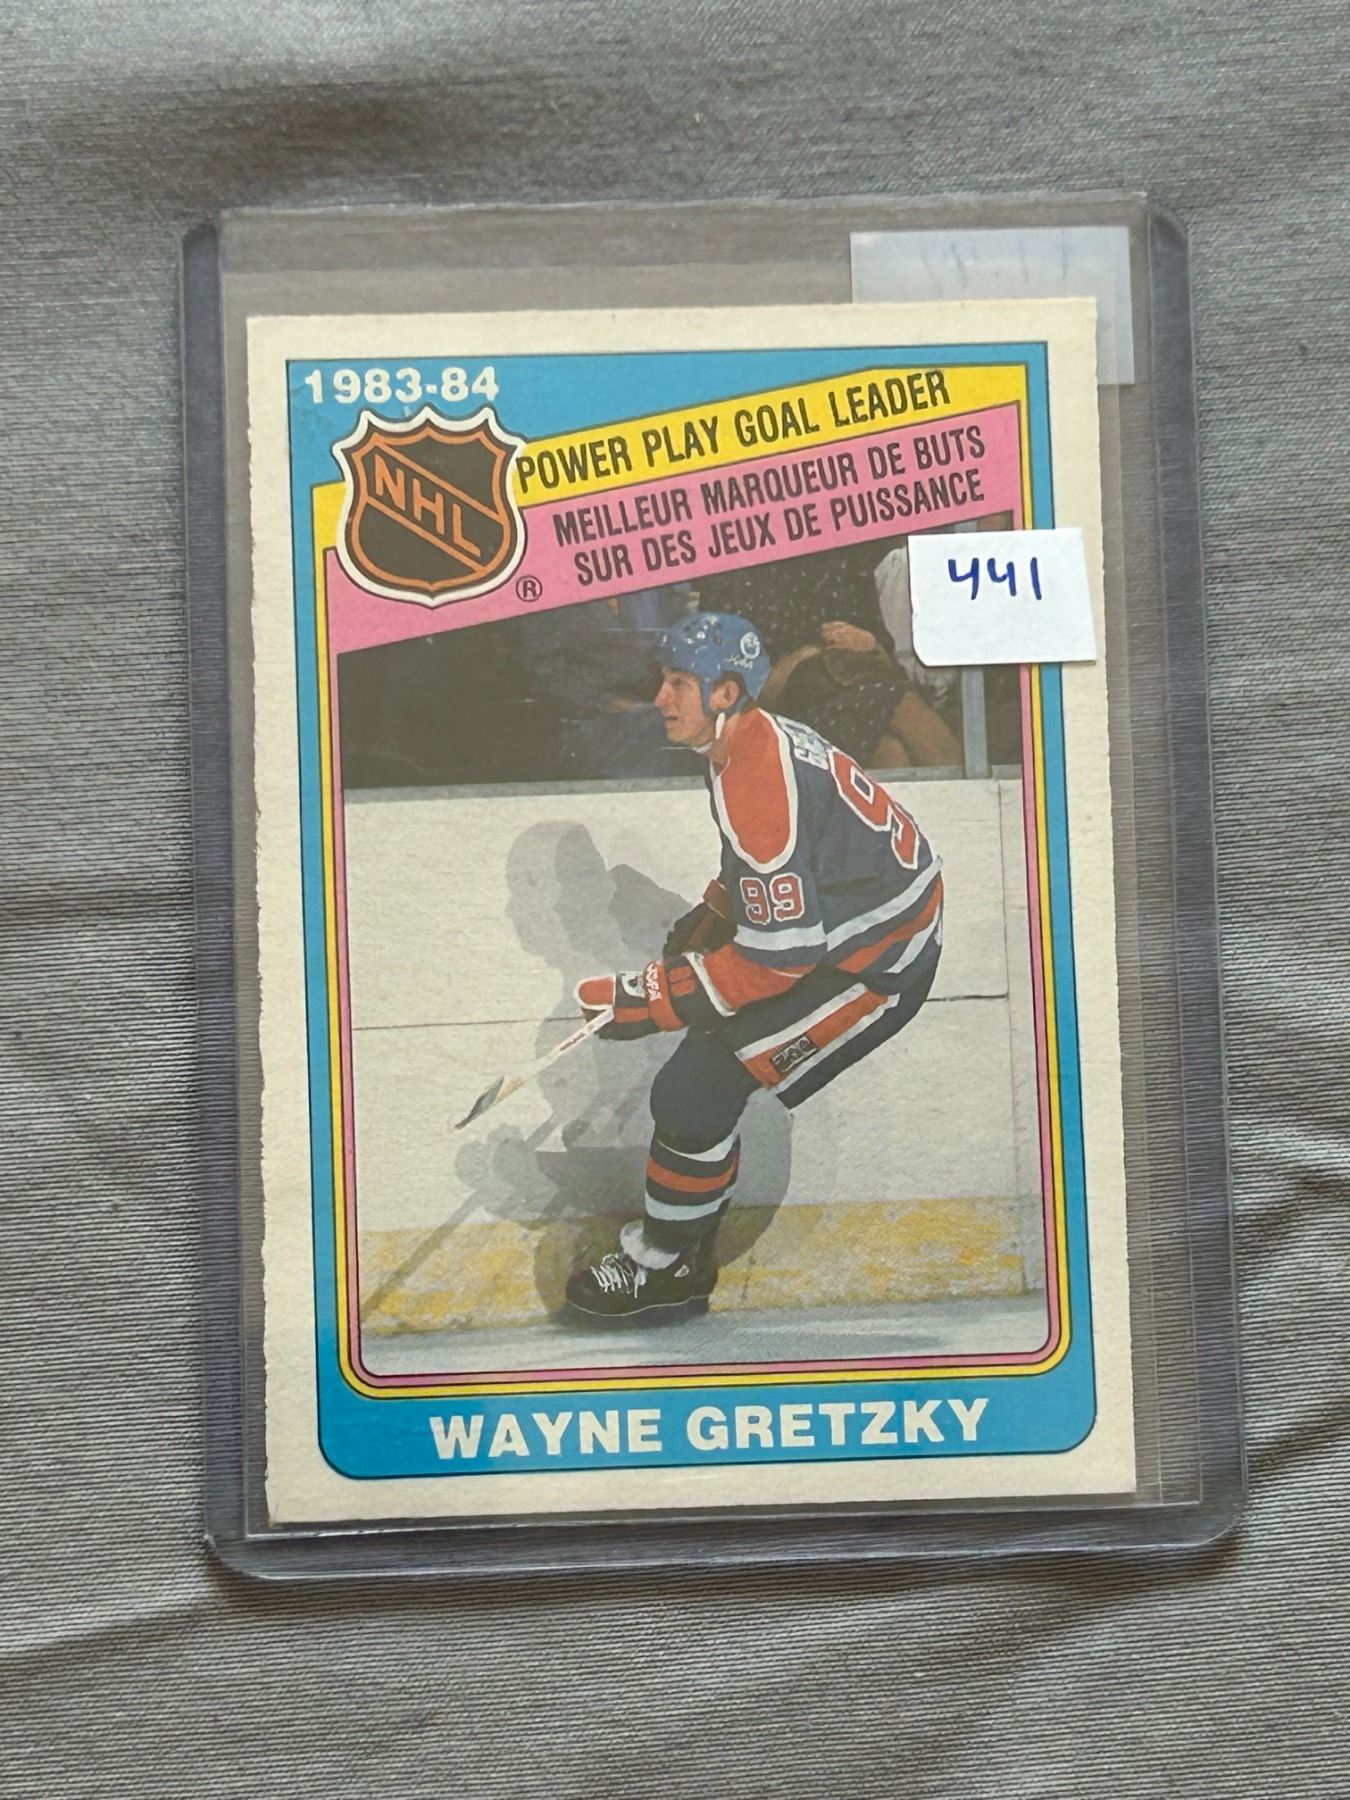 1983-84
POWER PLAY GOAL LEADER
MEILLEUR MARQUEUR DE BUTS
SUR DES JEUX DE PUISSANCE
NHL
®
441
99
99
WAYNE GRETZKY